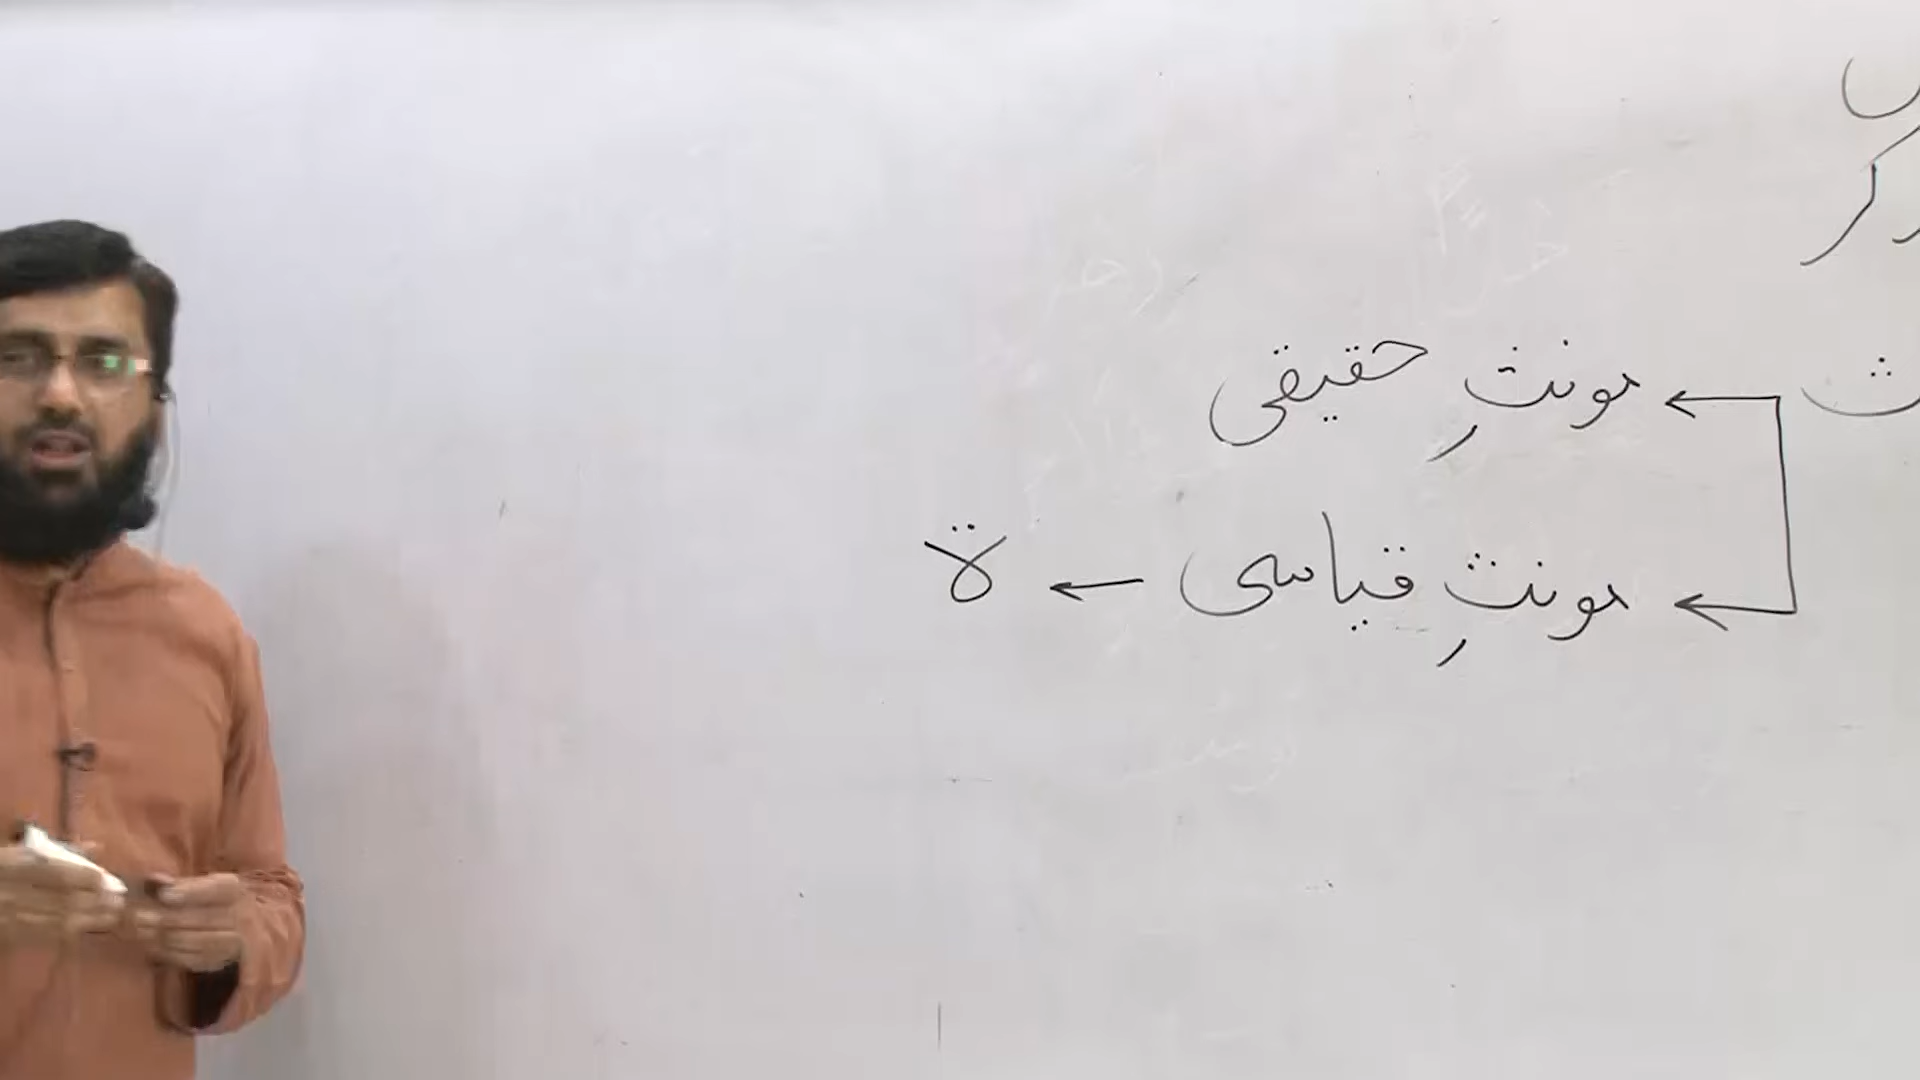 مونثِ حقیقی
مونثِ قیاسی ← ة